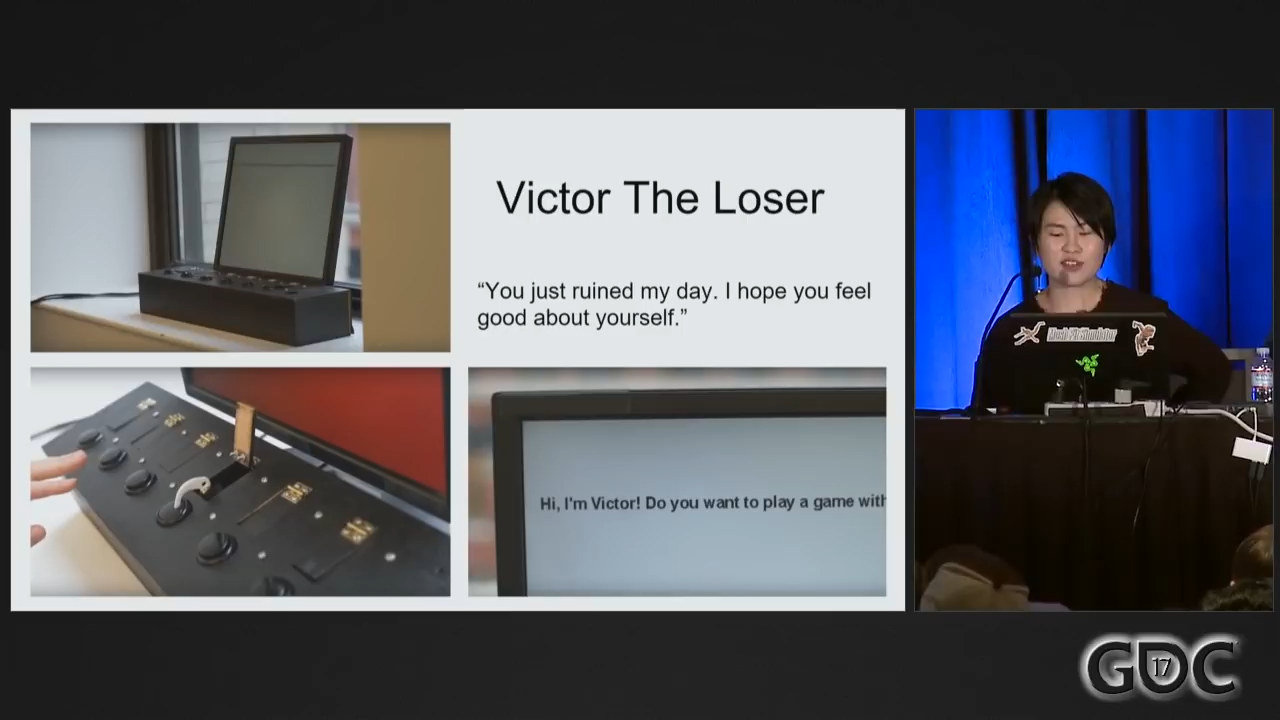 Victor The Loser
“You just ruined my day. I hope you feel
good about yourself.”
Hi, I'm Victor! Do you want to play a game with
GDC
17